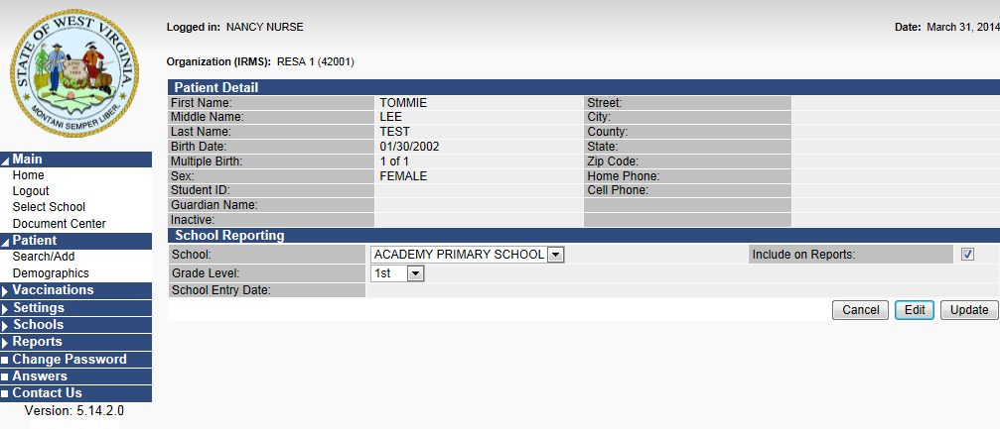 STATE OF WEST VIRGINIA.
MONTANI SEMPER LIBERI.
Logged in: NANCY NURSE
Date: March 31, 2014
Organization (IRMS): RESA 1 (42001)
Main
Home
Logout
Select School
Document Center
Patient
Search/Add
Demographics
Vaccinations
Settings
Schools
Reports
Change Password
Answers
Contact Us
Version: 5.14.2.0
Patient Detail
First Name: TOMMIE Street:
Middle Name: LEE City:
Last Name: TEST County:
Birth Date: 01/30/2002 State:
Multiple Birth: 1 of 1 Zip Code:
Sex: FEMALE Home Phone:
Student ID: Cell Phone:
Guardian Name:
Inactive:
School Reporting
School: ACADEMY PRIMARY SCHOOL Include on Reports:
Grade Level: 1st
School Entry Date:
Cancel Edit Update